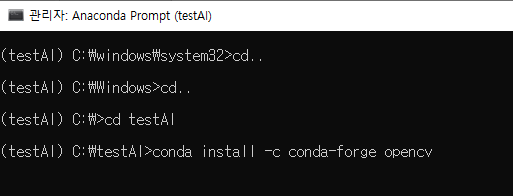 관리자: Anaconda Prompt (testAI)
(testAI) C:₩windows₩system32>cd..
(testAI) C:₩Windows>cd..
(testAI) C:₩>cd testAI
(testAI) C:₩testAI>conda install -c conda-forge opencv